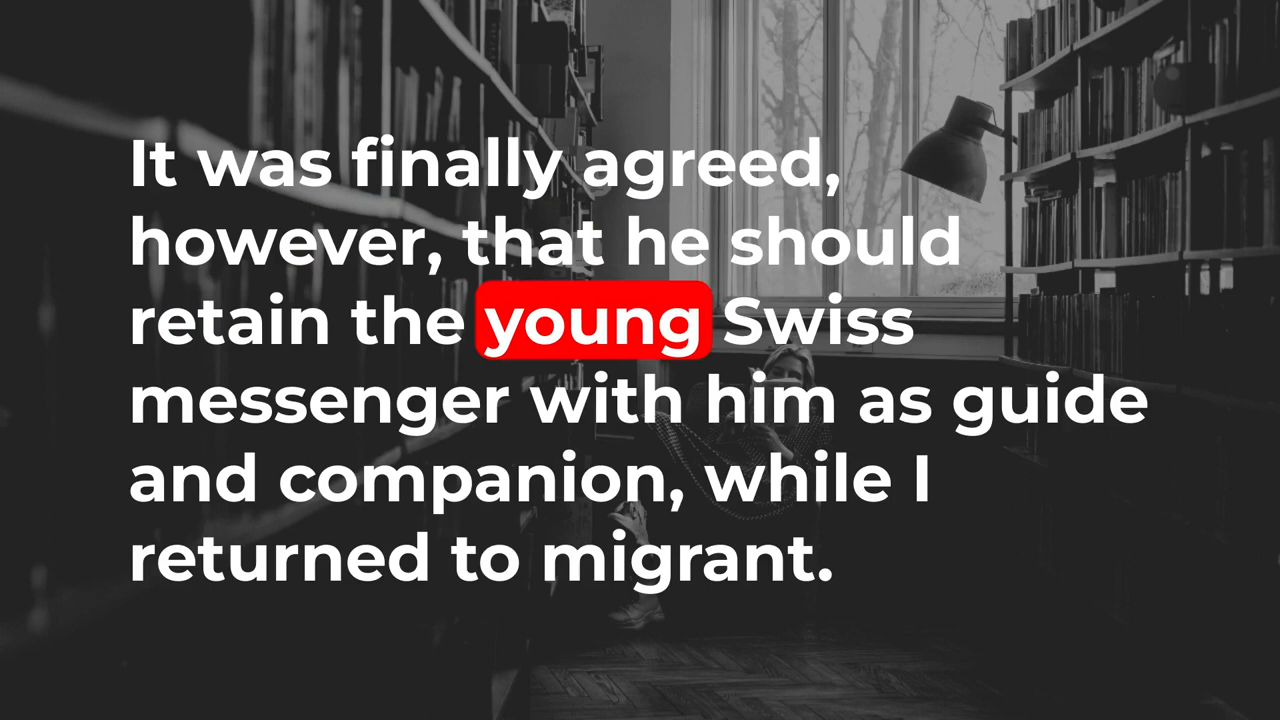 It was finally agreed,
however, that he should
retain the young Swiss
messenger with him as guide
and companion, while I
returned to migrant.